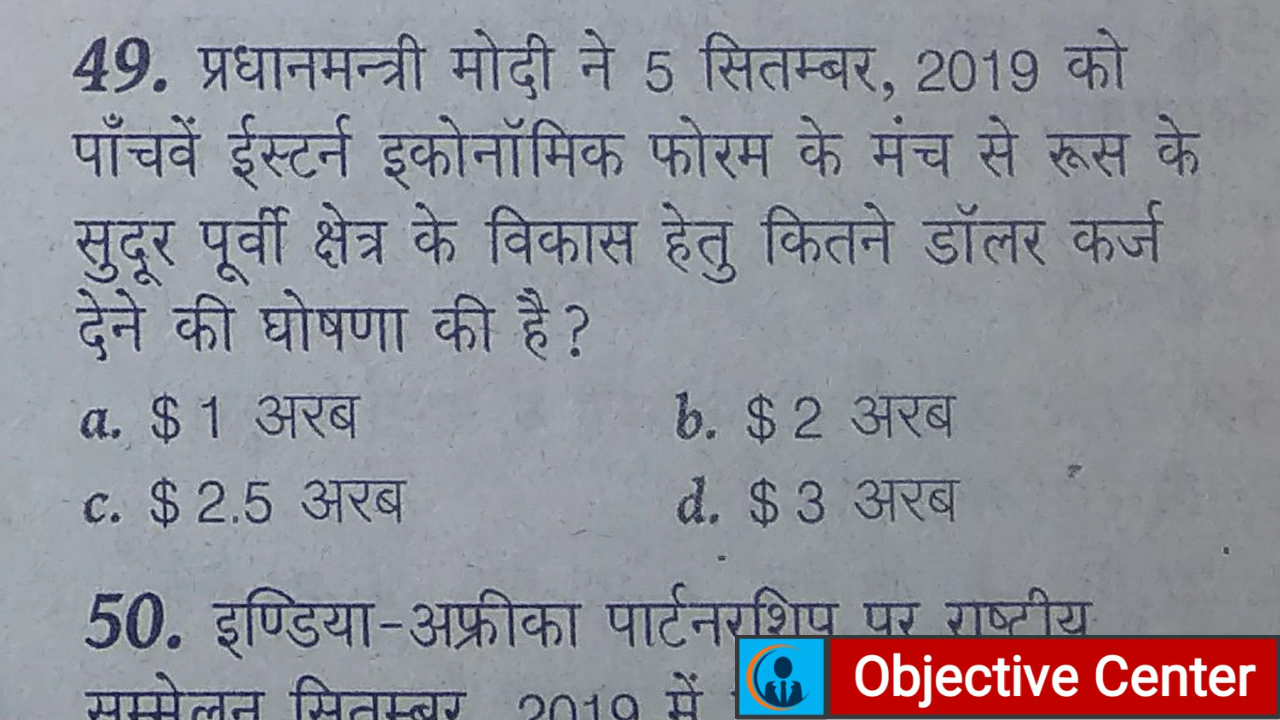 49. प्रधानमन्त्री मोदी ने 5 सितम्बर, 2019 को
पाँचवें ईस्टर्न इकोनॉमिक फोरम के मंच से रूस के
सुदूर पूर्वी क्षेत्र के विकास हेतु कितने डॉलर कर्ज
देने की घोषणा की है?
a. $ 1 अरब b. $ 2 अरब
c. $ 2.5 अरब d. $ 3 अरब
50. इण्डिया-अफ्रीका पार्टनरशिप पर राष्ट्रीय
सम्मेलन सितम्बर, 2019 में
Objective Center